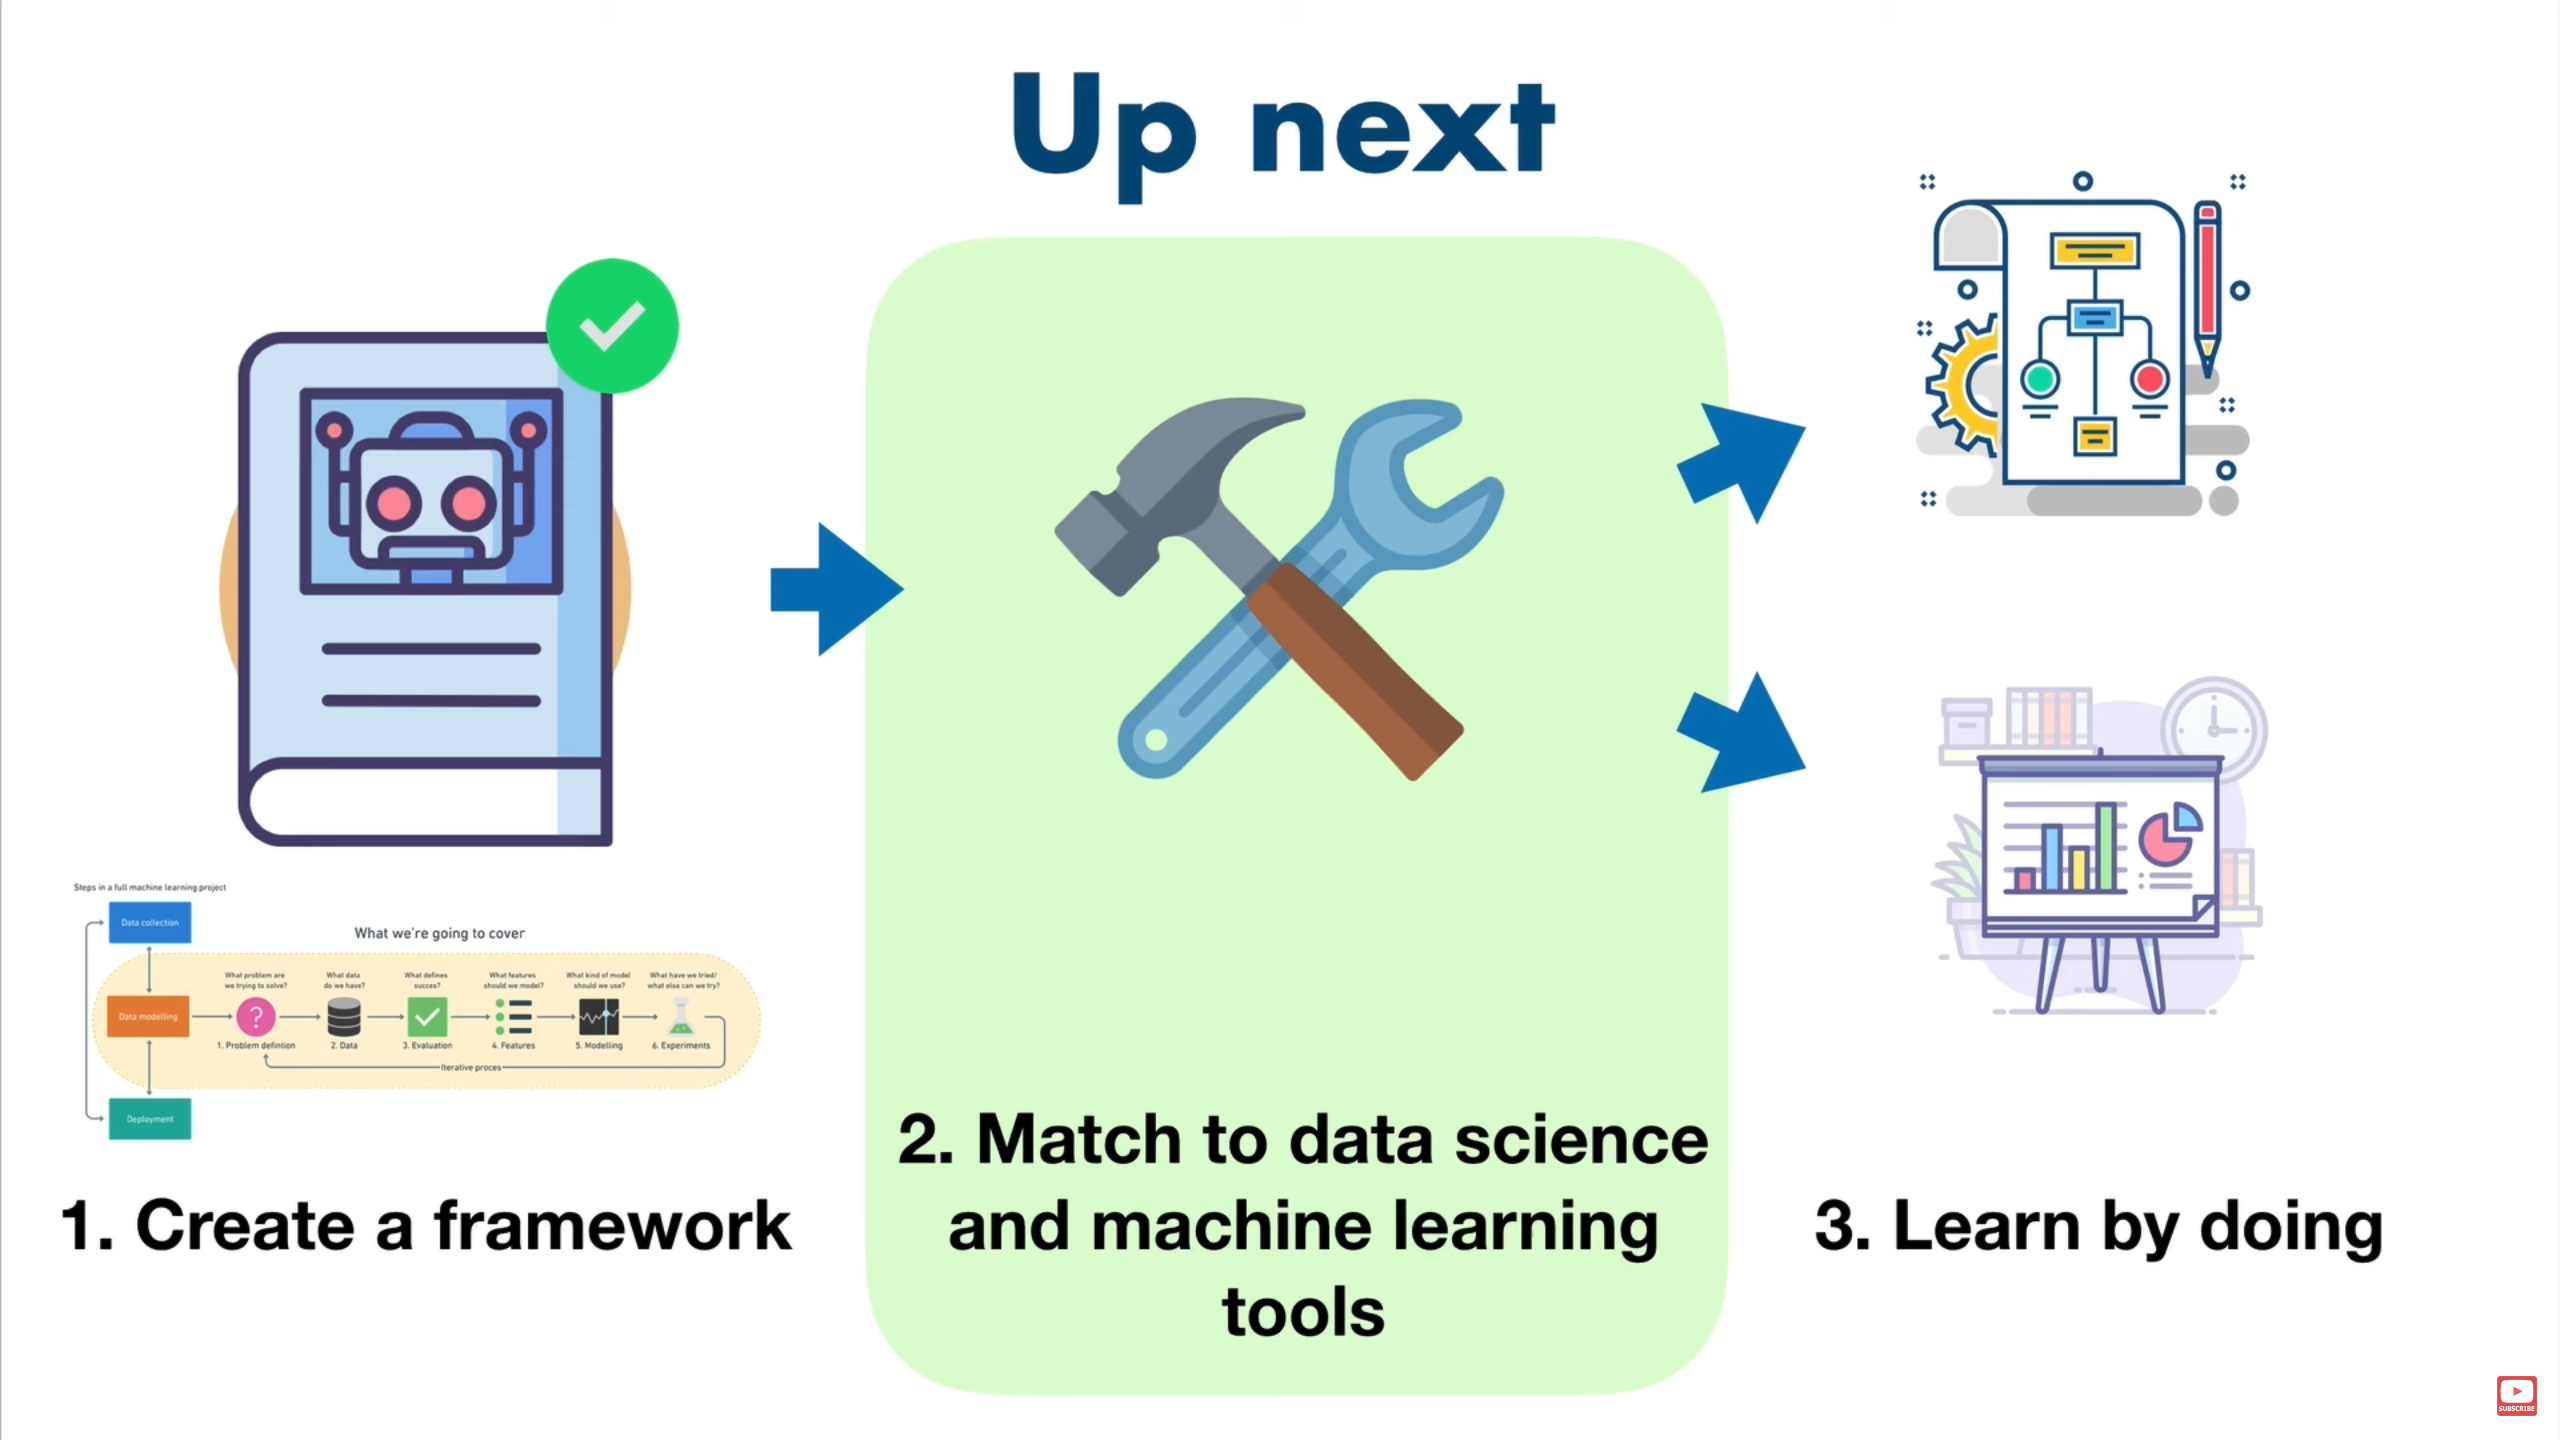 Up next
Steps in a full machine learning project
Data collection
What we're going to cover
What problem are
we trying to solve?
What data
do we have?
What defines
succes?
What features
should we model?
What kind of model
should we use?
What have we tried/
what else can we try?
Data modelling
?
1. Problem defintion
2. Data
3. Evaluation
4. Features
5. Modelling
6. Experiments
Iterative proces
Deployment
1. Create a framework
2. Match to data science
and machine learning
tools
3. Learn by doing
SUBSCRIBE